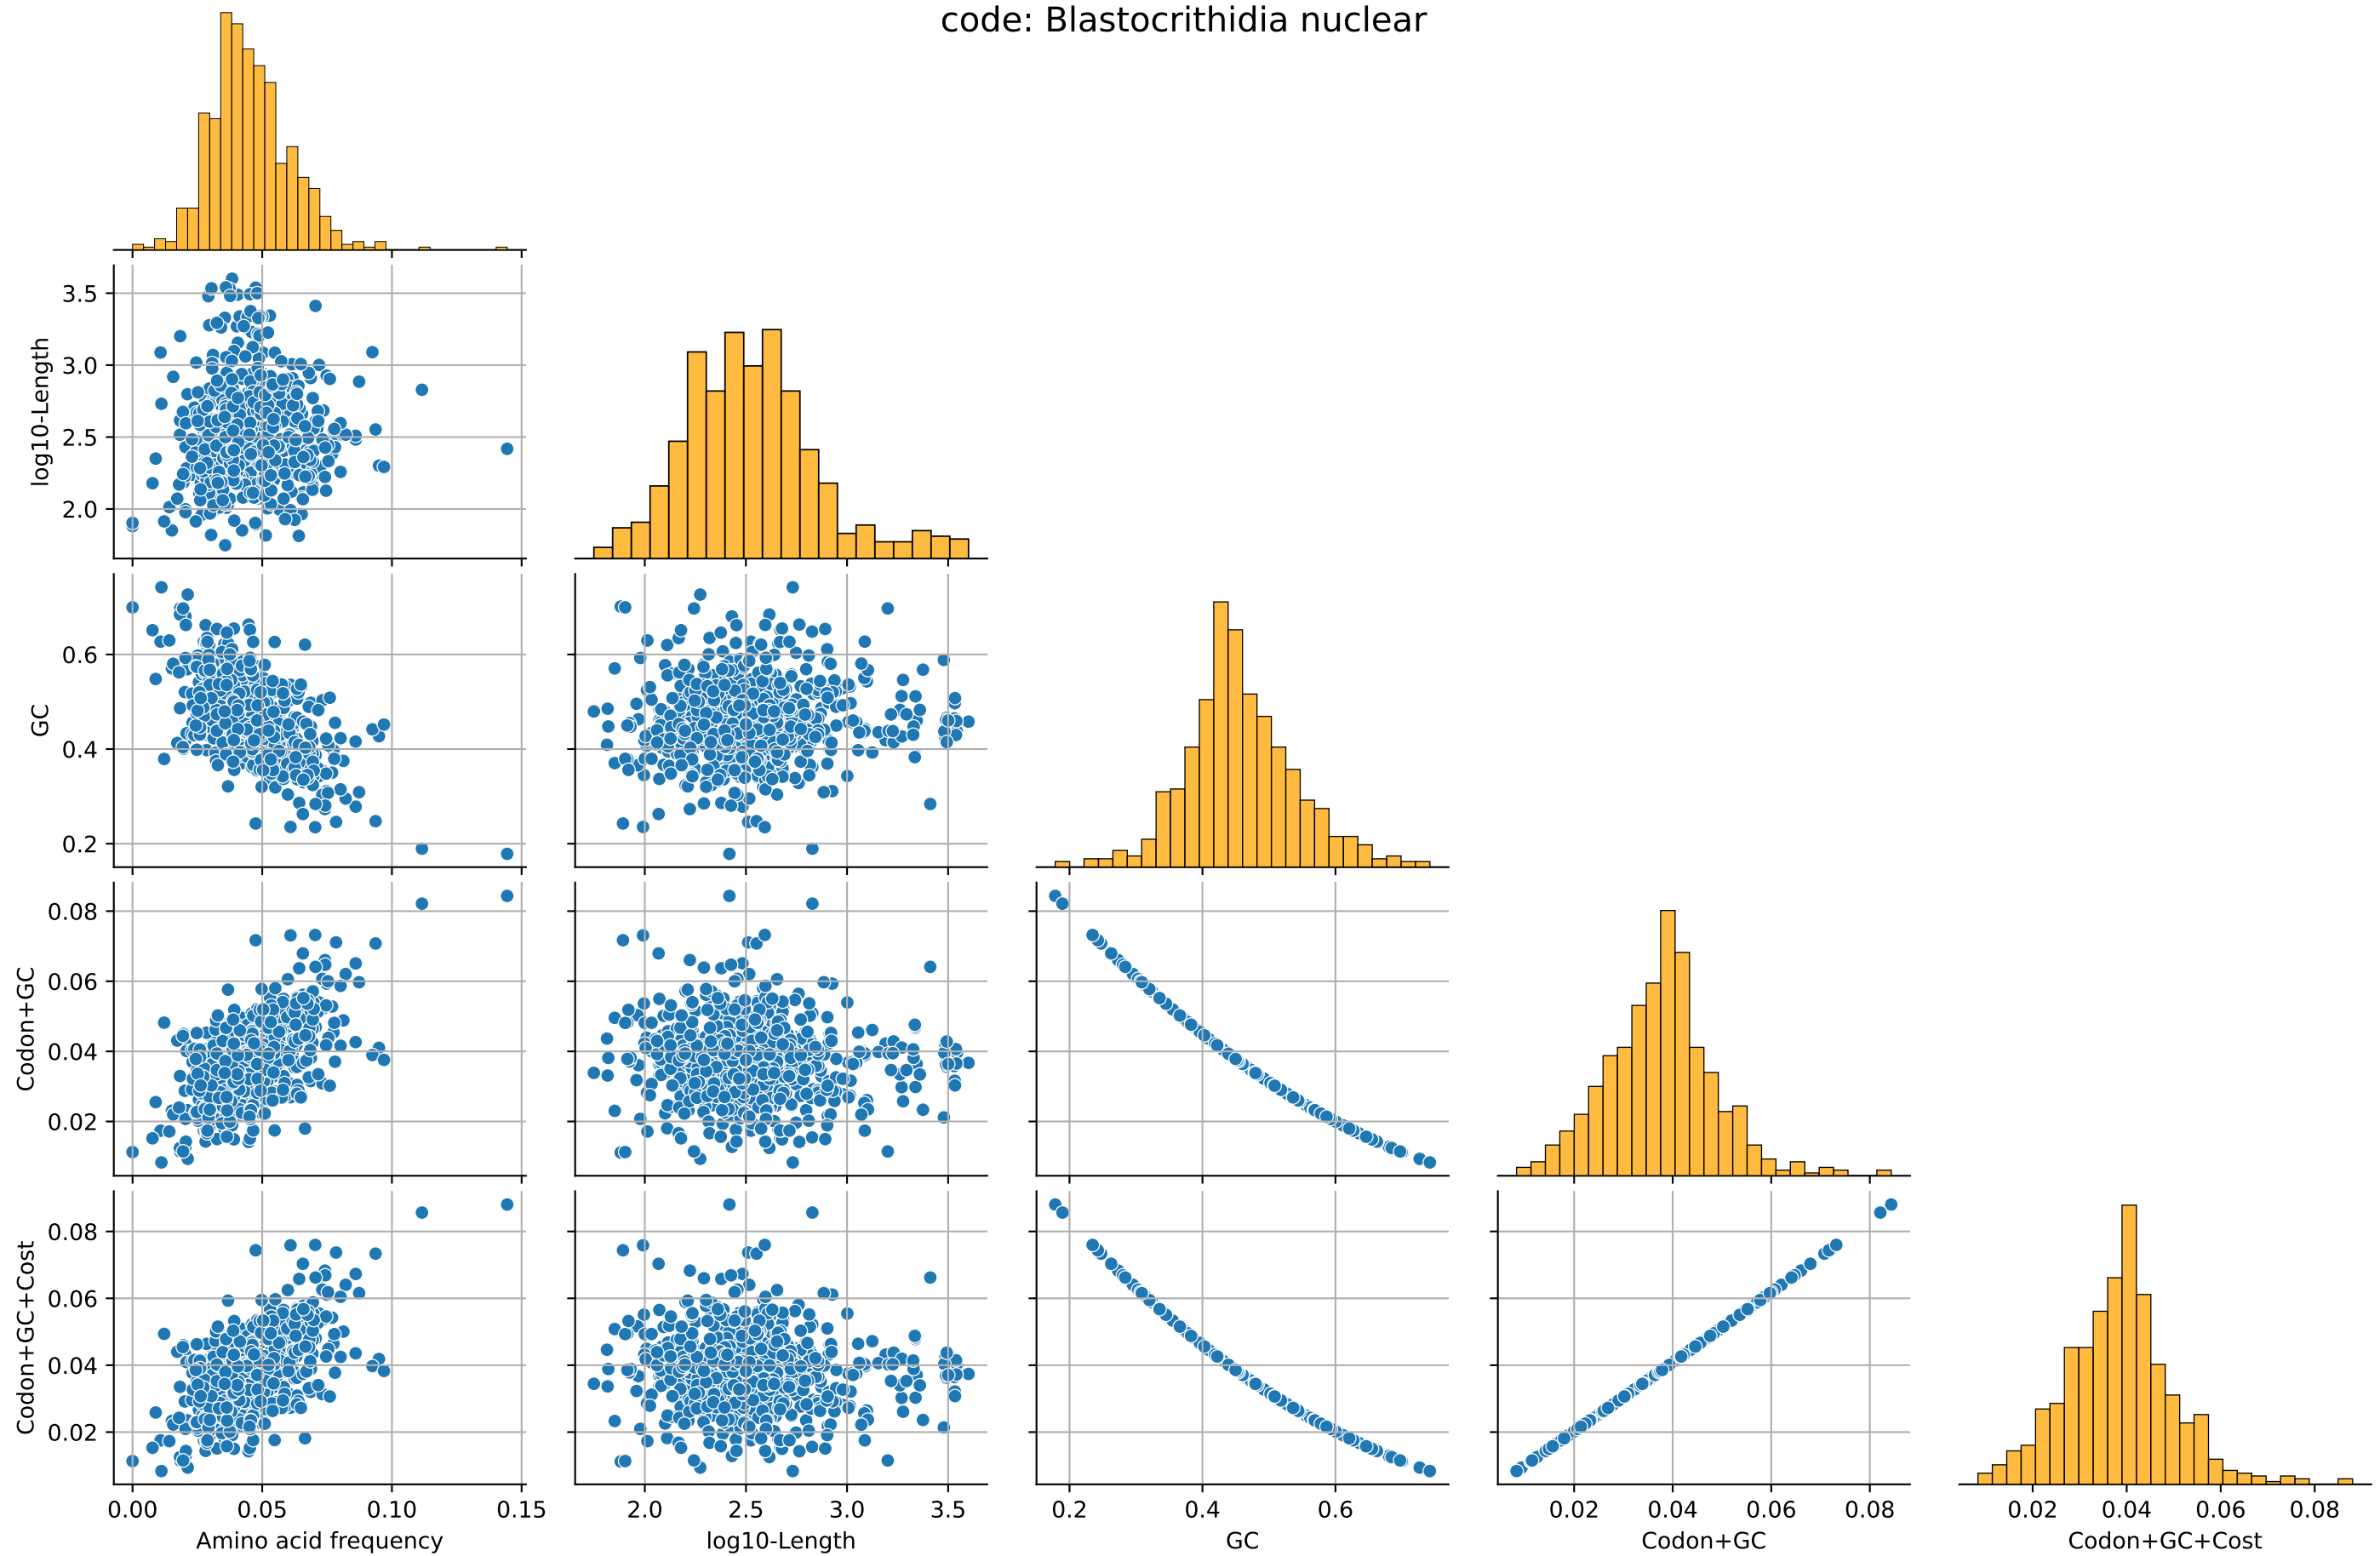 code: Blastocrithidia nuclear
3.5
3.0
2.5
2.0
log10-Length
0.6
0.4
0.2
GC
0.08
0.06
0.04
0.02
Codon+GC
0.08
0.06
0.04
0.02
Codon+GC+Cost
0.00 0.05 0.10 0.15 2.0 2.5 3.0 3.5 0.2 0.4 0.6 0.02 0.04 0.06 0.08 0.02 0.04 0.06 0.08
Amino acid frequency log10-Length GC Codon+GC Codon+GC+Cost